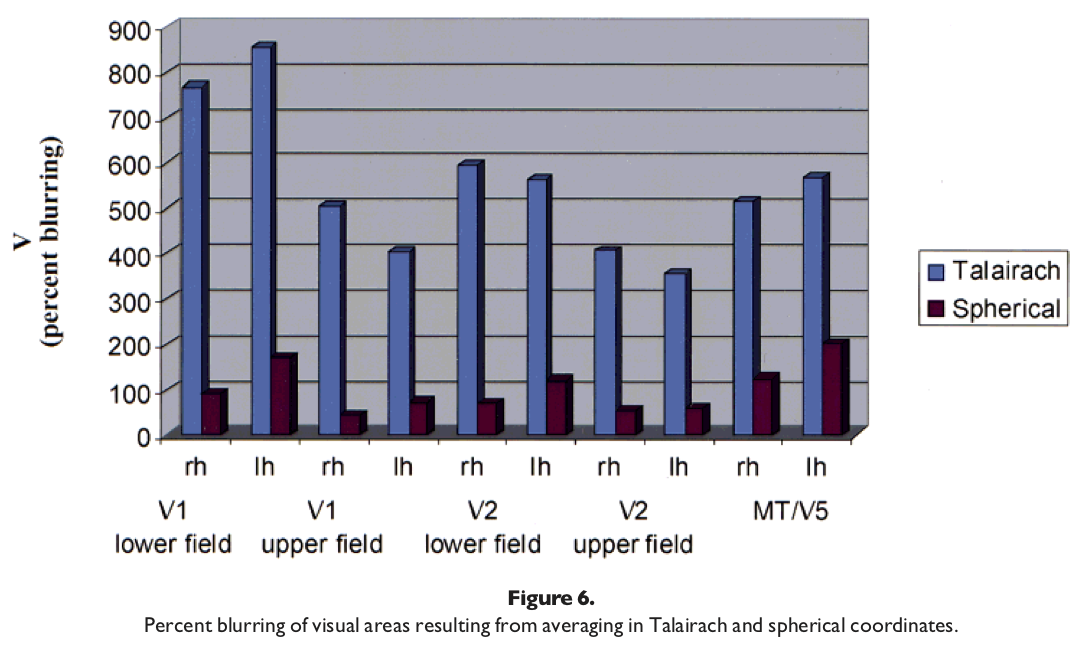 900
800
700
600
500
400
300
200
100
0
V
(percent blurring)
rh lh rh lh rh lh rh lh rh lh
V1 V1 V2 V2 MT/V5
lower field upper field lower field upper field
Talairach
Spherical
Figure 6.
Percent blurring of visual areas resulting from averaging in Talairach and spherical coordinates.